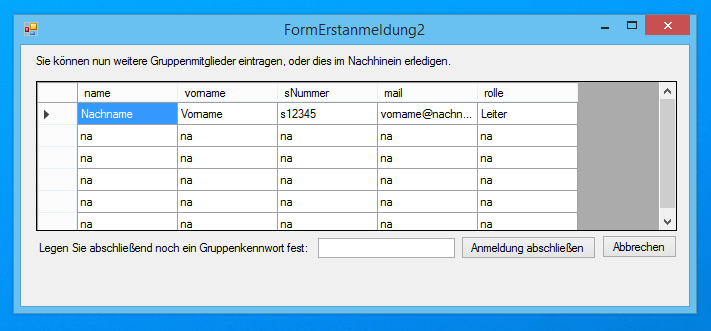 FormErstanmeldung2
Sie können nun weitere Gruppenmitglieder eintragen, oder dies im Nachhinein erledigen.
name vorname sNummer mail rolle
Nachname Vorname s12345 vorname@nachn... Leiter
na na na na na
na na na na na
na na na na na
na na na na na
na na na na na
Legen Sie abschließend noch ein Gruppenkennwort fest: Anmeldung abschließen Abbrechen